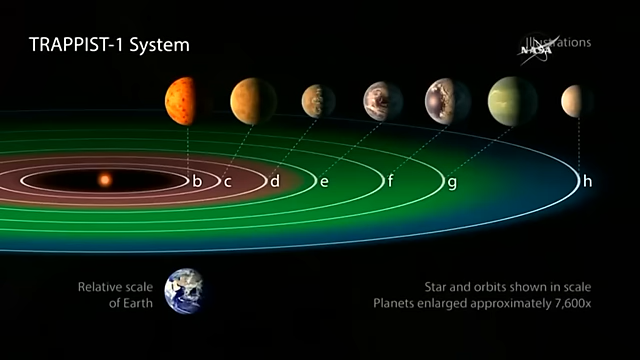 TRAPPIST-1 System
Illustrations
NASA
b c d e f g h
Relative scale
of Earth
Star and orbits shown in scale
Planets enlarged approximately 7,600x